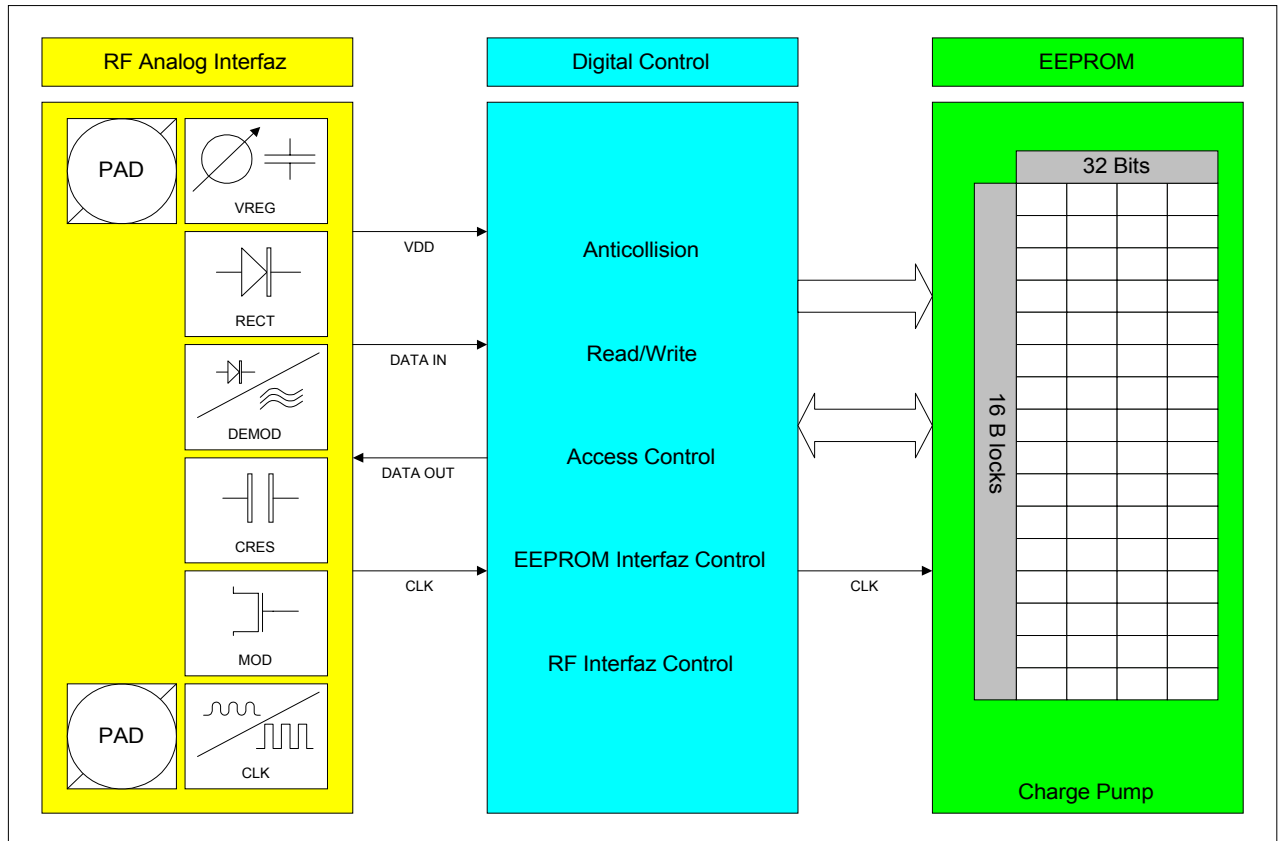 RF Analog Interfaz
PAD
VREG
RECT
DEMOD
CRES
MOD
PAD
CLK
VDD
DATA IN
DATA OUT
CLK
Digital Control
Anticollision
Read/Write
Access Control
EEPROM Interfaz Control
RF Interfaz Control
CLK
EEPROM
32 Bits
16 B locks
Charge Pump